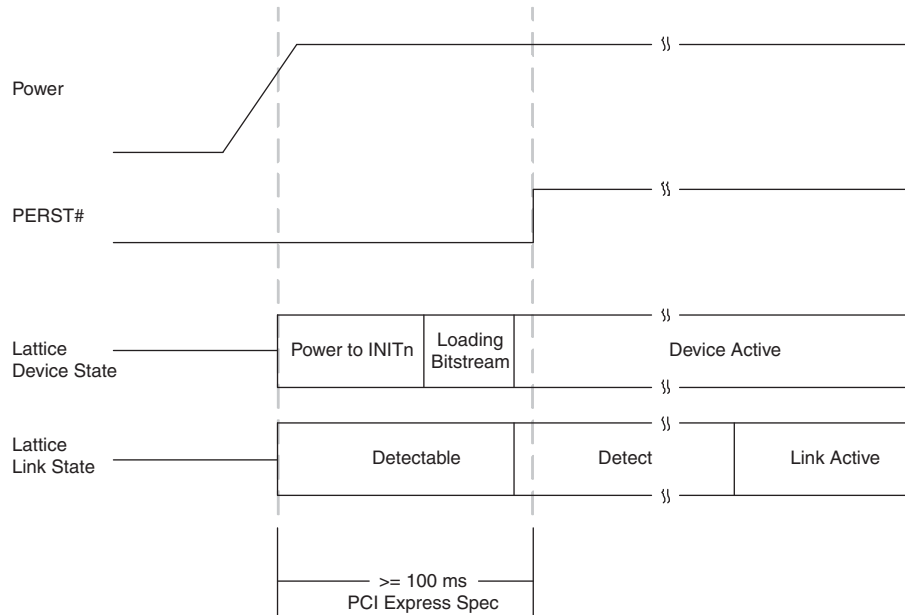 Power
PERST#
Lattice
Device State
Power to INITn
Loading
Bitstream
Device Active
Lattice
Link State
Detectable
Detect
Link Active
>= 100 ms
PCI Express Spec